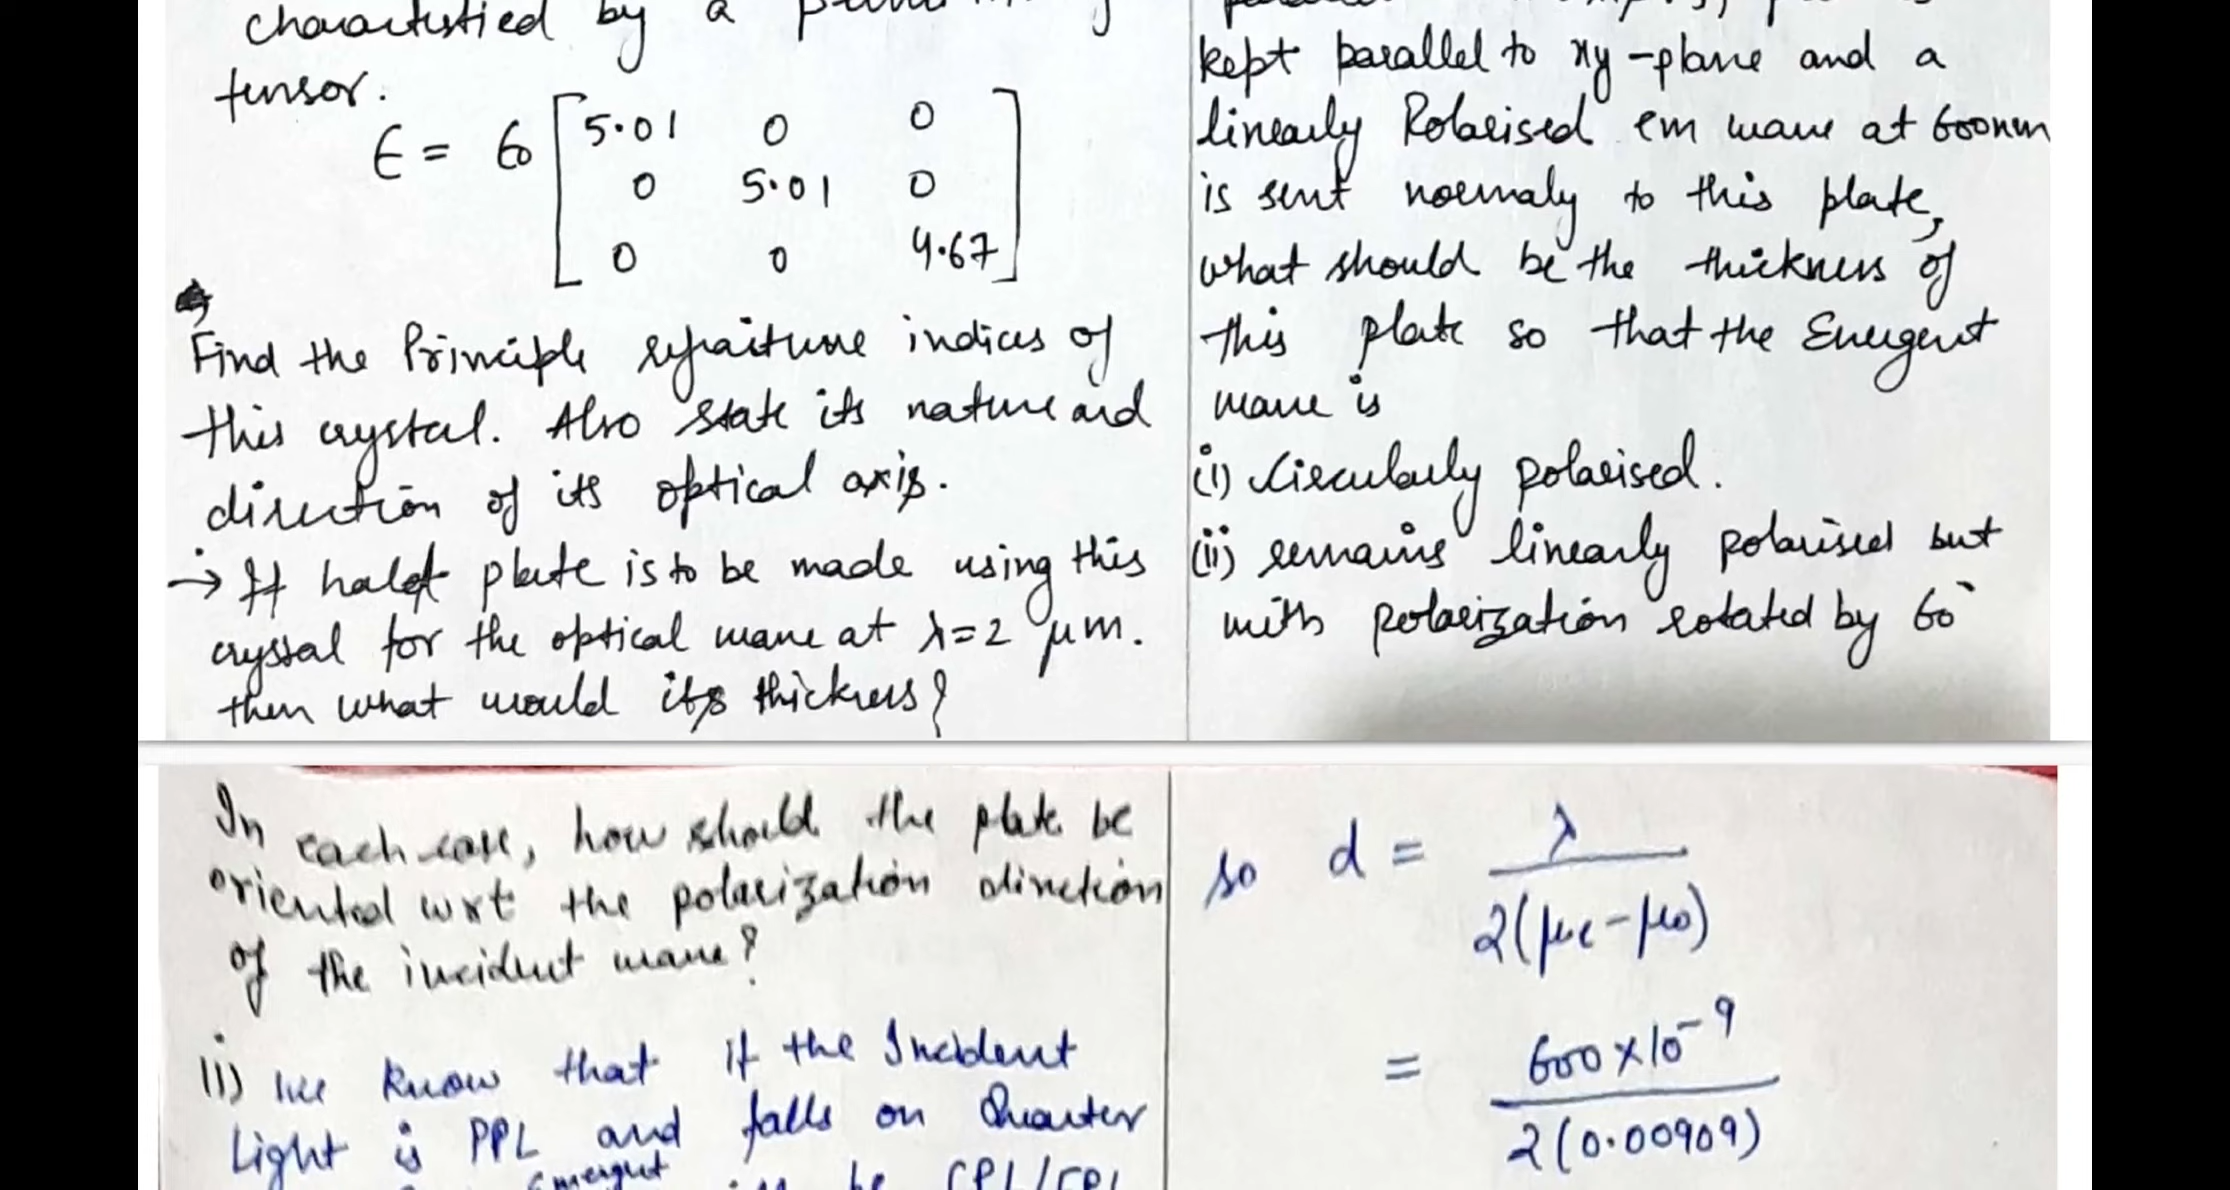 charactestied by a
tensor.
ϵ = ϵ0 [ 5.01 0 0
0 5.01 0
0 0 4.67 ]
Find the Principle refraiture indices of
this crystal. Also state its nature and
direction of its optical axis.
→ If half plate is to be made using this
crystal for the optical wave at λ=2 μm.
then what would its thickness?
kept parallel to xy-plane and a
linearly Polarised em wave at 600nm
is sent normaly to this plate,
what should be the thickness of
this plate so that the Emergent
wave is
(i) Circularly polarised.
(ii) remains linearly polarised but
with polarization rotated by 60°
In each case, how should the plate be
oriented wrt the polarization direction
of the incident wave?
ii) We know that if the Incident
Light is PPL and falls on Quarter
Emergent be CPL/EPL
so d = λ / 2(μe-μo)
= 600×10^-9 / 2(0.00909)